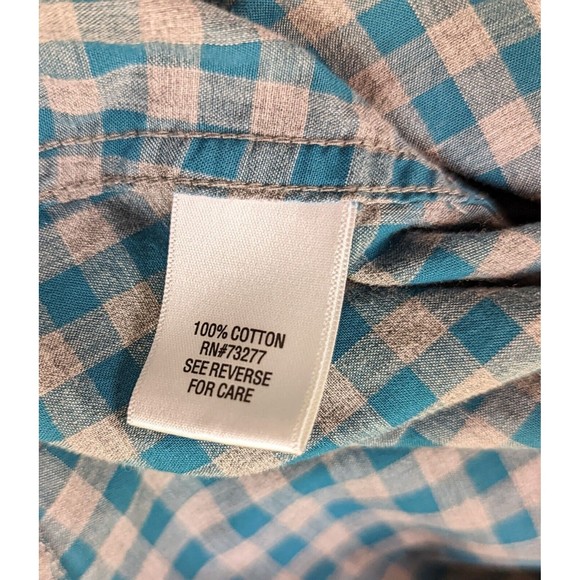 100% COTTON
RN#73277
SEE REVERSE
FOR CARE